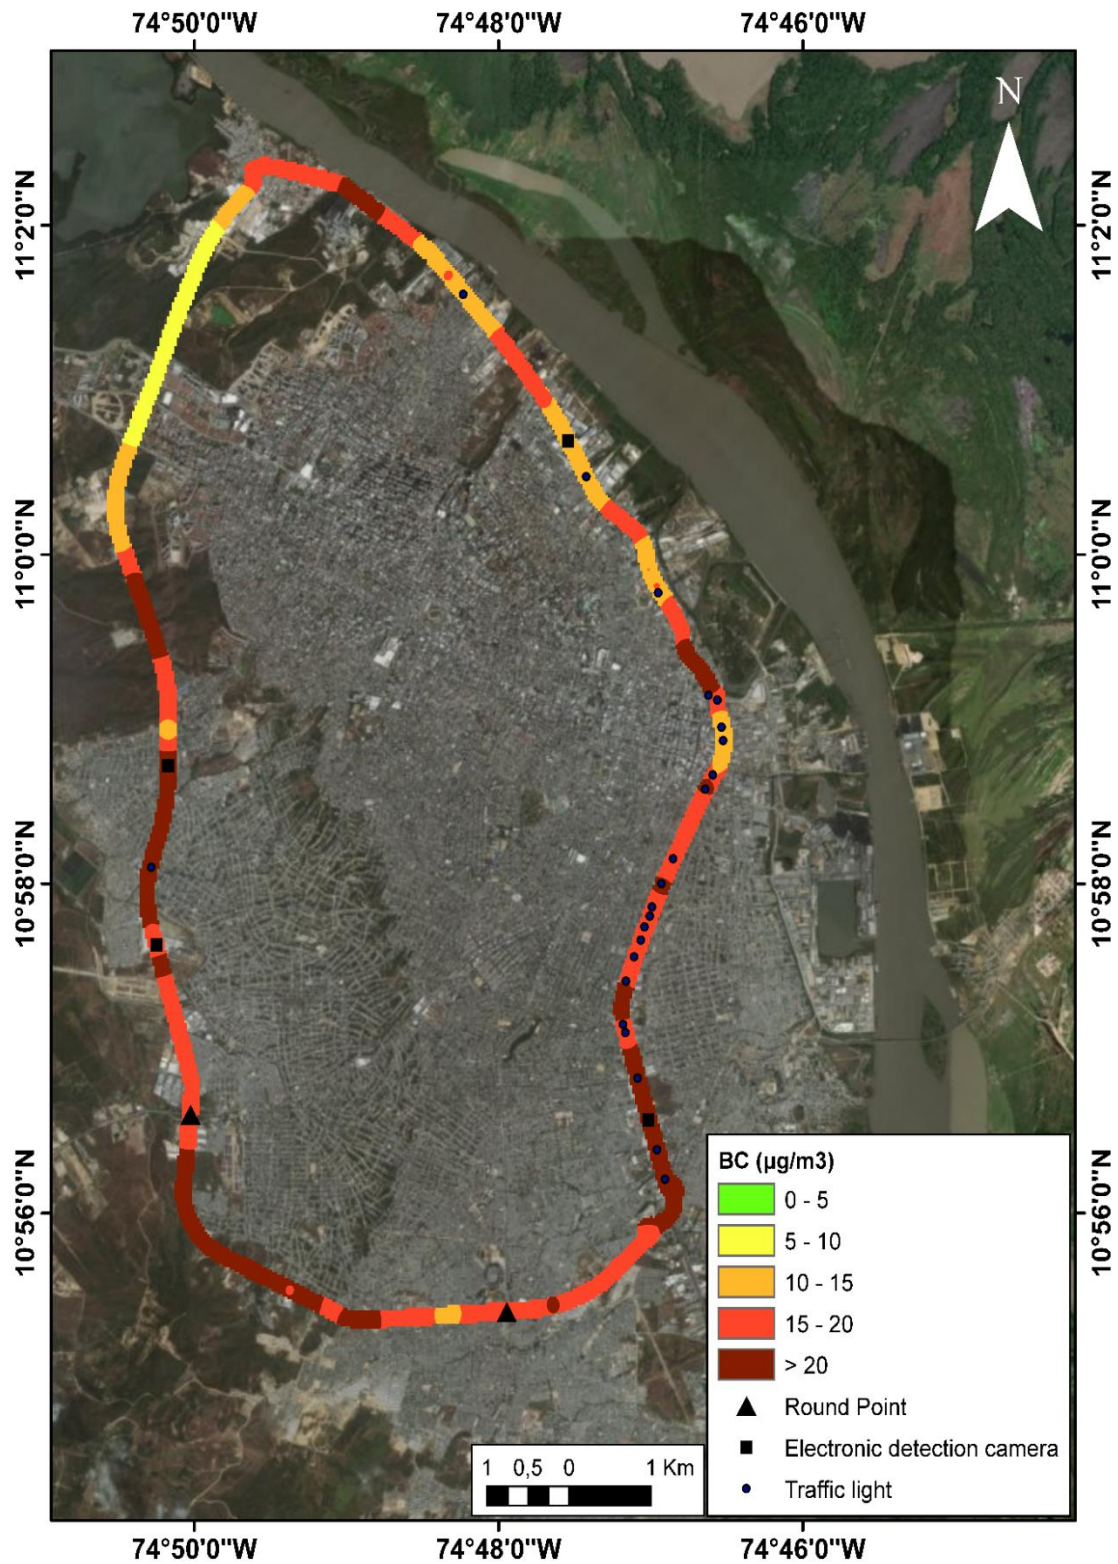 74°50'0"W 74°48'0"W 74°46'0"W
N
11°2'0"N 11°2'0"N
11°0'0"N 11°0'0"N
10°58'0"N 10°58'0"N
10°56'0"N 10°56'0"N
BC (µg/m3)
0 - 5
5 - 10
10 - 15
15 - 20
> 20
Round Point
Electronic detection camera
Traffic light
1 0,5 0 1 Km
74°50'0"W 74°48'0"W 74°46'0"W